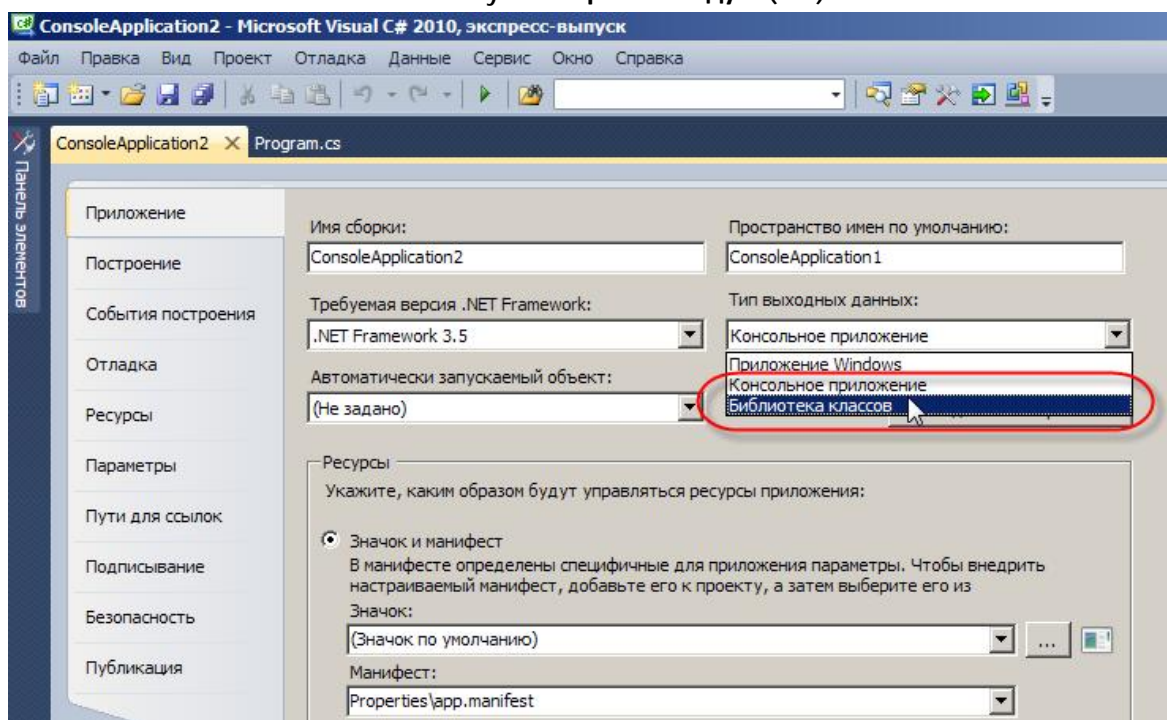 ConsoleApplication2 - Microsoft Visual C# 2010, экспресс-выпуск
Файл Правка Вид Проект Отладка Данные Сервис Окно Справка
ConsoleApplication2 Program.cs
Панель элементов
Приложение
Построение
События построения
Отладка
Ресурсы
Параметры
Пути для ссылок
Подписывание
Безопасность
Публикация
Имя сборки:
ConsoleApplication2
Пространство имен по умолчанию:
ConsoleApplication1
Требуемая версия .NET Framework:
.NET Framework 3.5
Тип выходных данных:
Консольное приложение
Приложение Windows
Консольное приложение
Библиотека классов
Автоматически запускаемый объект:
(Не задано)
Ресурсы
Укажите, каким образом будут управляться ресурсы приложения:
Значок и манифест
В манифесте определены специфичные для приложения параметры. Чтобы внедрить
настраиваемый манифест, добавьте его к проекту, а затем выберите его из
Значок:
(Значок по умолчанию)
...
Манифест:
Properties\app.manifest